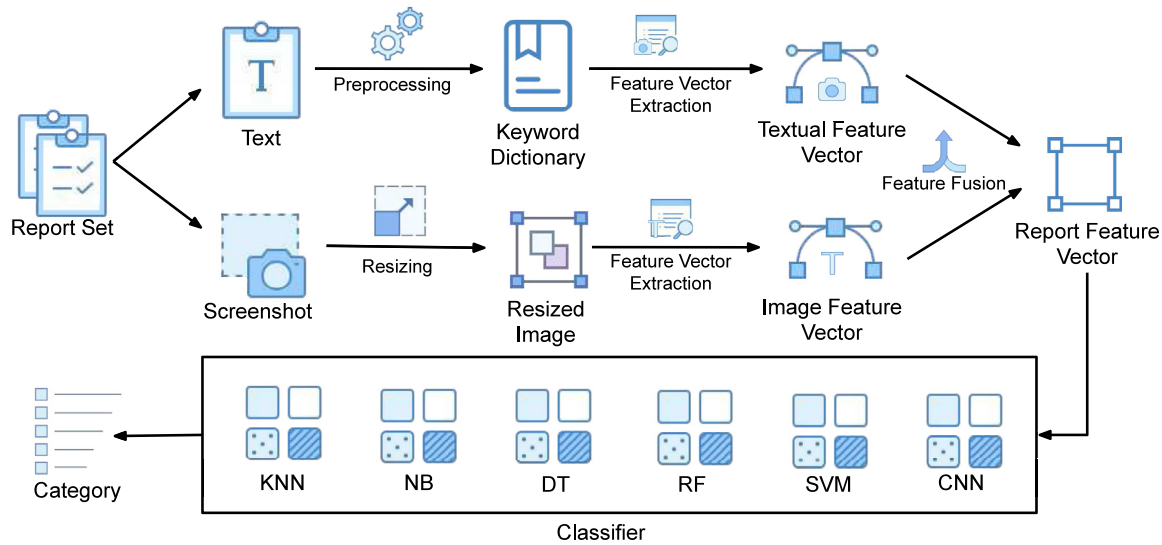 T
Text
Preprocessing
Keyword
Dictionary
Feature Vector
Extraction
Textual Feature
Vector
Report Set
Feature Fusion
Report Feature
Vector
Screenshot
Resizing
Resized
Image
T
Feature Vector
Extraction
T
Image Feature
Vector
Category
KNN
NB
DT
RF
SVM
CNN
Classifier